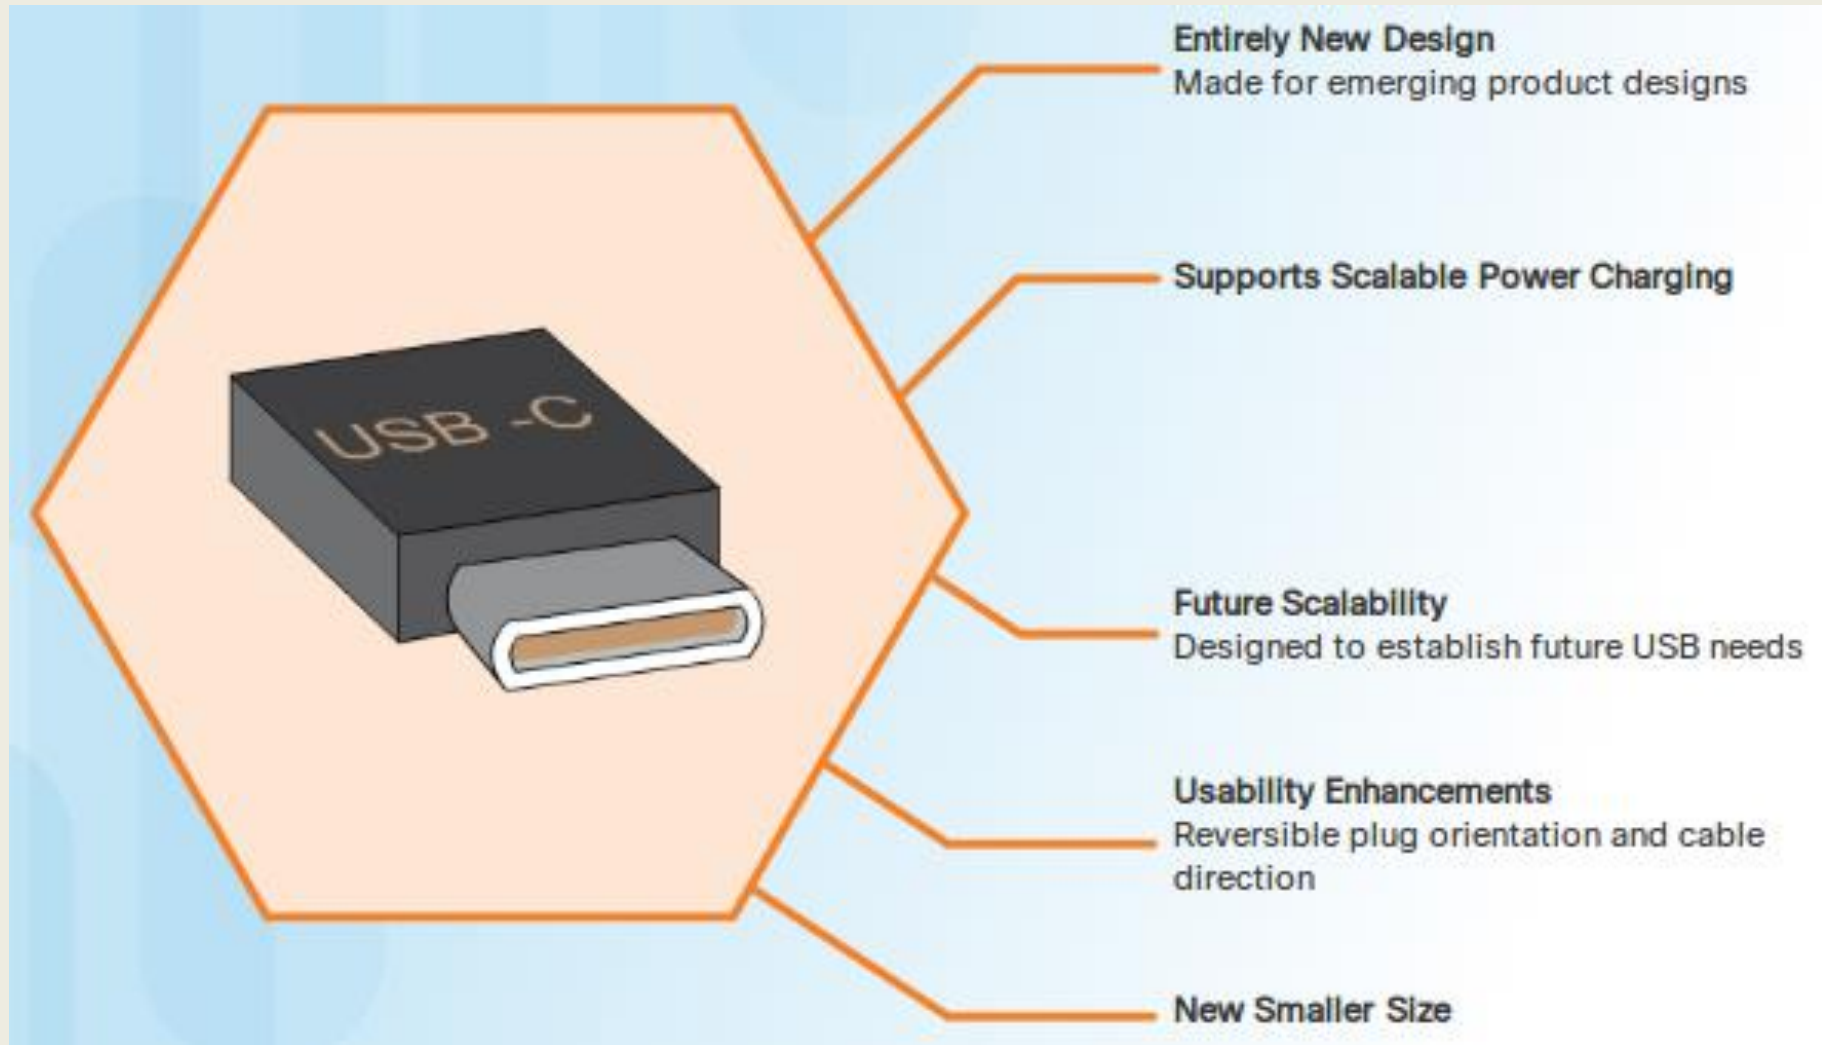 Entirely New Design
Made for emerging product designs
Supports Scalable Power Charging
USB -C
Future Scalability
Designed to establish future USB needs
Usability Enhancements
Reversible plug orientation and cable
direction
New Smaller Size